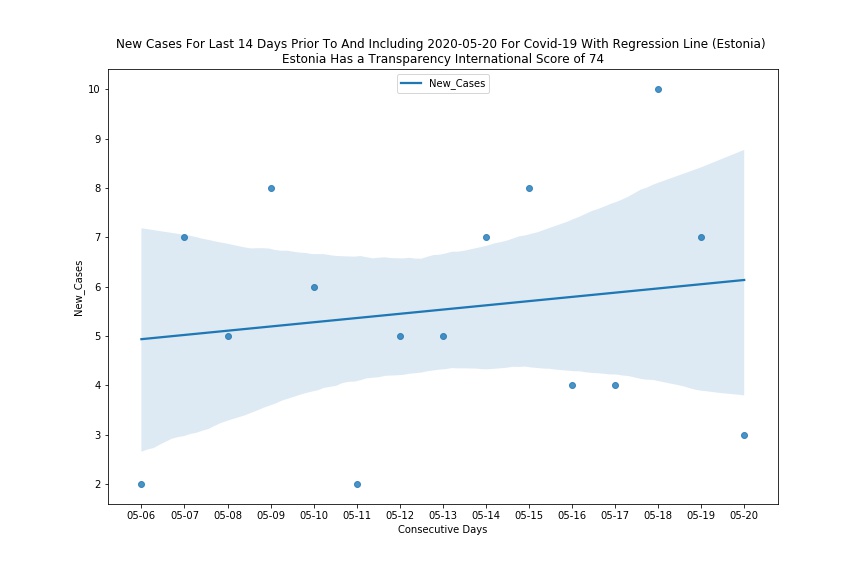 New Cases For Last 14 Days Prior To And Including 2020-05-20 For Covid-19 With Regression Line (Estonia)
Estonia Has a Transparency International Score of 74
New_Cases
10
9
8
7
6
5
4
3
2
New_Cases
05-06 05-07 05-08 05-09 05-10 05-11 05-12 05-13 05-14 05-15 05-16 05-17 05-18 05-19 05-20
Consecutive Days